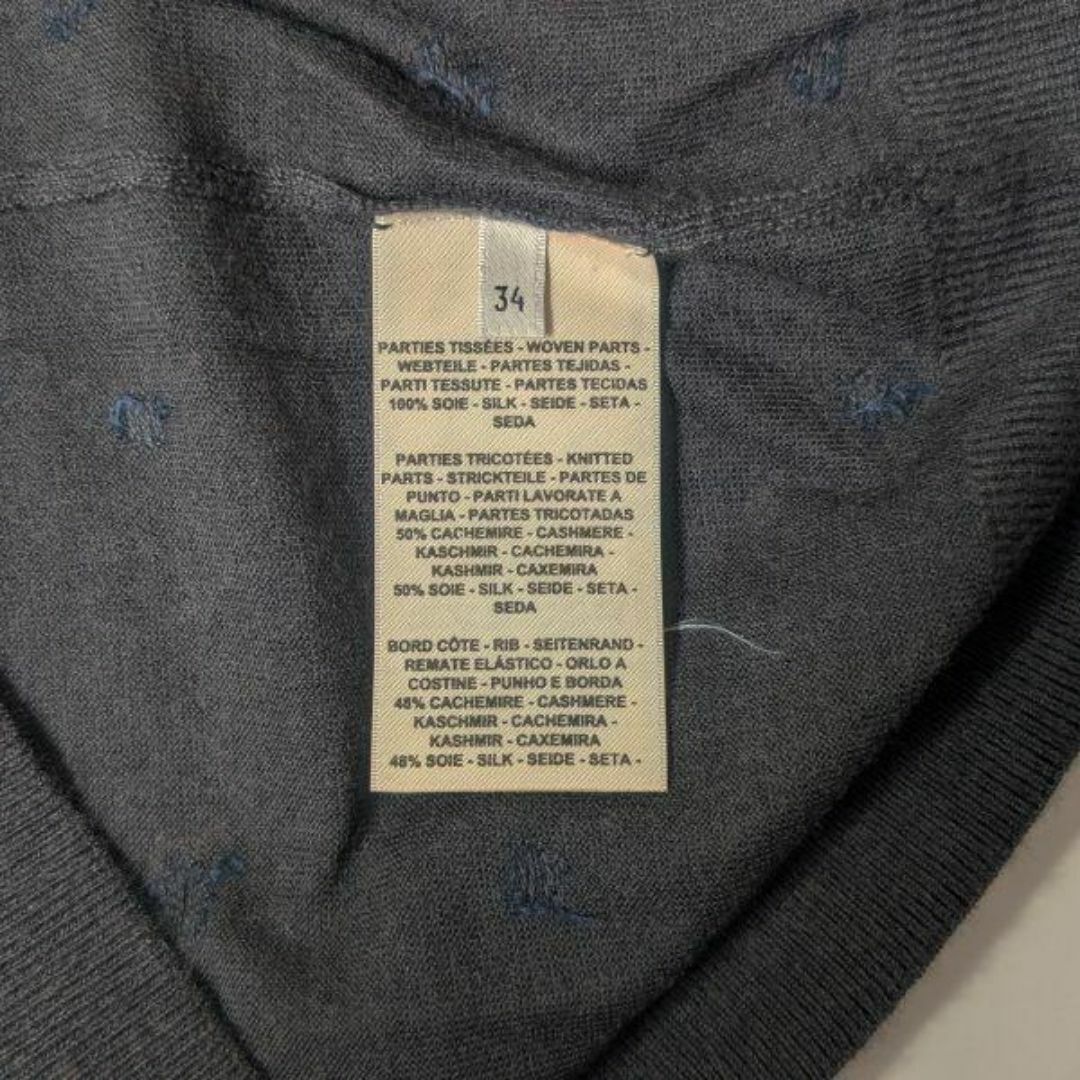 34
PARTIES TISSÉES - WOVEN PARTS -
WEBTEILE - PARTES TEJIDAS -
PARTI TESSUTE - PARTES TECIDAS
100% SOIE - SILK - SEIDE - SETA -
SEDA
PARTIES TRICOTÉES - KNITTED
PARTS - STRICKTEILE - PARTES DE
PUNTO - PARTI LAVORATE A
MAGLIA - PARTES TRICOTADAS
50% CACHEMIRE - CASHMERE -
KASCHMIR - CACHEMIRA -
KASHMIR - CAXEMIRA
50% SOIE - SILK - SEIDE - SETA -
SEDA
BORD CÔTE - RIB - SEITENRAND -
REMATE ELÁSTICO - ORLO A
COSTINE - PUNHO E BORDA
48% CACHEMIRE - CASHMERE -
KASCHMIR - CACHEMIRA -
KASHMIR - CAXEMIRA
48% SOIE - SILK - SEIDE - SETA -